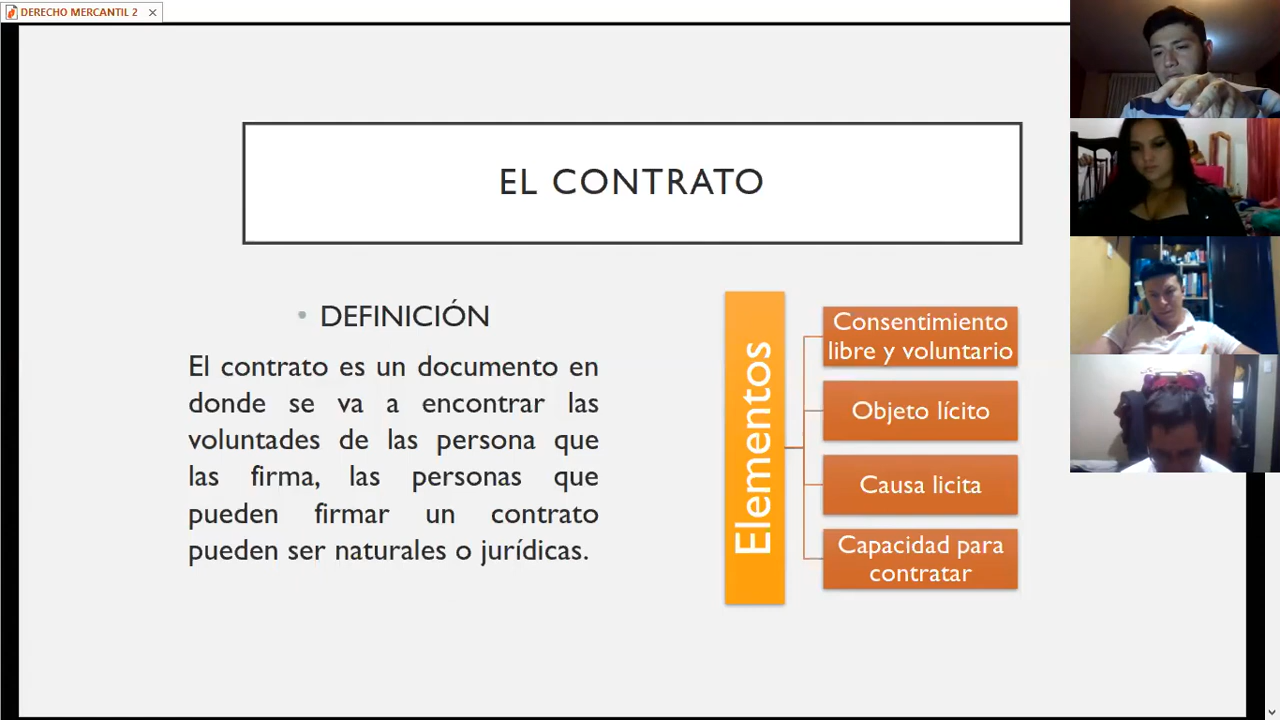 DERECHO MERCANTIL 2
EL CONTRATO
• DEFINICIÓN
El contrato es un documento en
donde se va a encontrar las
voluntades de las persona que
las firma, las personas que
pueden firmar un contrato
pueden ser naturales o jurídicas.
Elementos
Consentimiento
libre y voluntario
Objeto lícito
Causa licita
Capacidad para
contratar